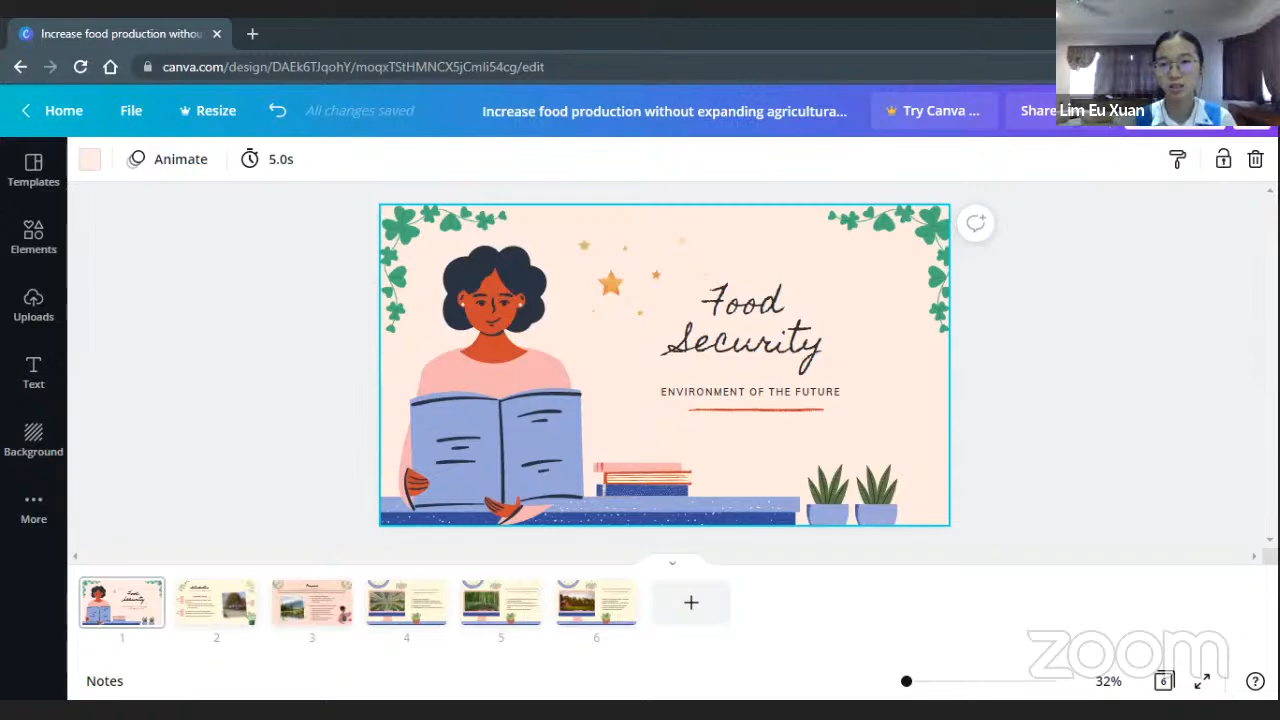 Increase food production withou
canva.com/design/DAEk6TJqohY/moqxTStHMNCX5jCmli54cg/edit
Home
File
Resize
All changes saved
Increase food production without expanding agricultura...
Try Canva ...
Share
Lim Eu Xuan
Templates
Elements
Uploads
Text
Background
More
Animate
5.0s
Food
Security
ENVIRONMENT OF THE FUTURE
1
2
3
4
5
6
Notes
32%
6
zoom